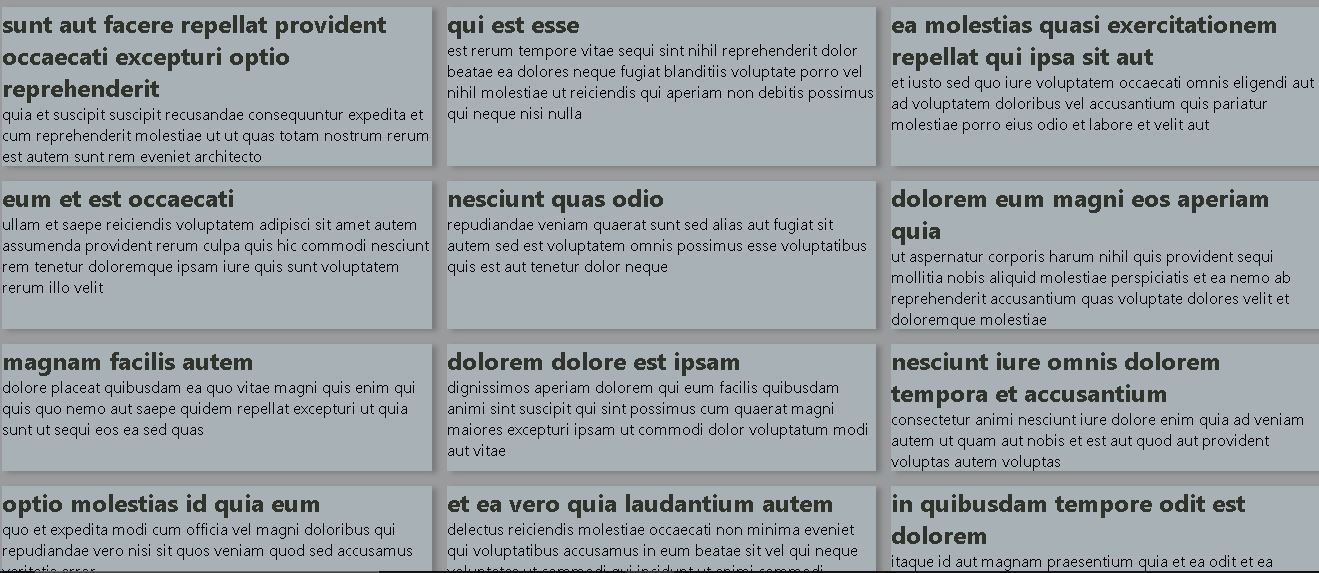 sunt aut facere repellat provident
occaecati excepturi optio
reprehenderit
quia et suscipit suscipit recusandae consequuntur expedita et
cum reprehenderit molestiae ut ut quas totam nostrum rerum
est autem sunt rem eveniet architecto
qui est esse
est rerum tempore vitae sequi sint nihil reprehenderit dolor
beatae ea dolores neque fugiat blanditiis voluptate porro vel
nihil molestiae ut reiciendis qui aperiam non debitis possimus
qui neque nisi nulla
ea molestias quasi exercitationem
repellat qui ipsa sit aut
et iusto sed quo iure voluptatem occaecati omnis eligendi aut
ad voluptatem doloribus vel accusantium quis pariatur
molestiae porro eius odio et labore et velit aut
eum et est occaecati
ullam et saepe reiciendis voluptatem adipisci sit amet autem
assumenda provident rerum culpa quis hic commodi nesciunt
rem tenetur doloremque ipsam iure quis sunt voluptatem
rerum illo velit
nesciunt quas odio
repudiandae veniam quaerat sunt sed alias aut fugiat sit
autem sed est voluptatem omnis possimus esse voluptatibus
quis est aut tenetur dolor neque
dolorem eum magni eos aperiam
quia
ut aspernatur corporis harum nihil quis provident sequi
mollitia nobis aliquid molestiae perspiciatis et ea nemo ab
reprehenderit accusantium quas voluptate dolores velit et
doloremque molestiae
magnam facilis autem
dolore placeat quibusdam ea quo vitae magni quis enim qui
quis quo nemo aut saepe quidem repellat excepturi ut quia
sunt ut sequi eos ea sed quas
dolorem dolore est ipsam
dignissimos aperiam dolorem qui eum facilis quibusdam
animi sint suscipit qui sint possimus cum quaerat magni
maiores excepturi ipsam ut commodi dolor voluptatum modi
aut vitae
nesciunt iure omnis dolorem
tempora et accusantium
consectetur animi nesciunt iure dolore enim quia ad veniam
autem ut quam aut nobis et est aut quod aut provident
voluptas autem voluptas
optio molestias id quia eum
quo et expedita modi cum officia vel magni doloribus qui
repudiandae vero nisi sit quos veniam quod sed accusamus
veritatis error
et ea vero quia laudantium autem
delectus reiciendis molestiae occaecati non minima eveniet
qui voluptatibus accusamus in eum beatae sit vel qui neque
voluptates ut commodi qui incidunt ut animi commodi
in quibusdam tempore odit est
dolorem
itaque id aut magnam praesentium quia et ea odit et ea